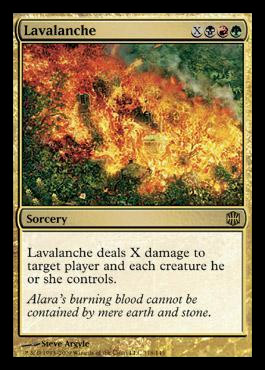 Lavalanche X
Sorcery
Lavalanche deals X damage to
target player and each creature he
or she controls.
Alara's burning blood cannot be
contained by mere earth and stone.
Steve Argyle